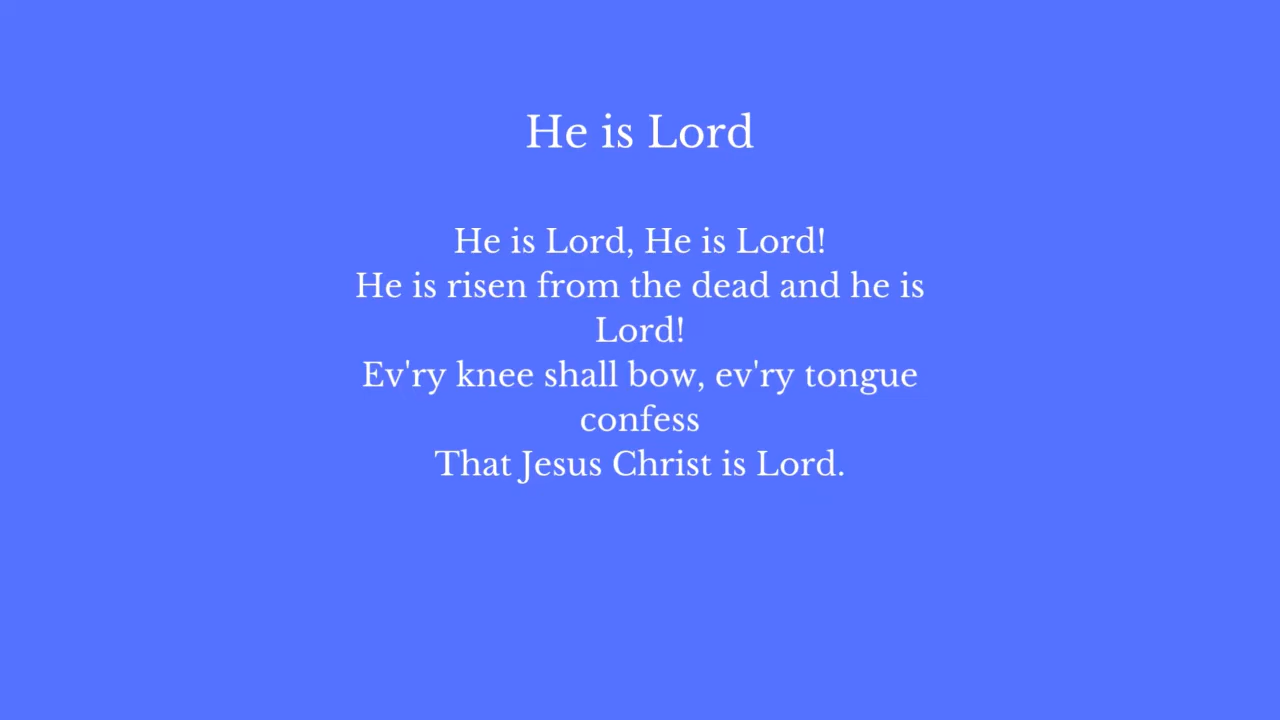 He is Lord
He is Lord, He is Lord!
He is risen from the dead and he is
Lord!
Ev'ry knee shall bow, ev'ry tongue
confess
That Jesus Christ is Lord.